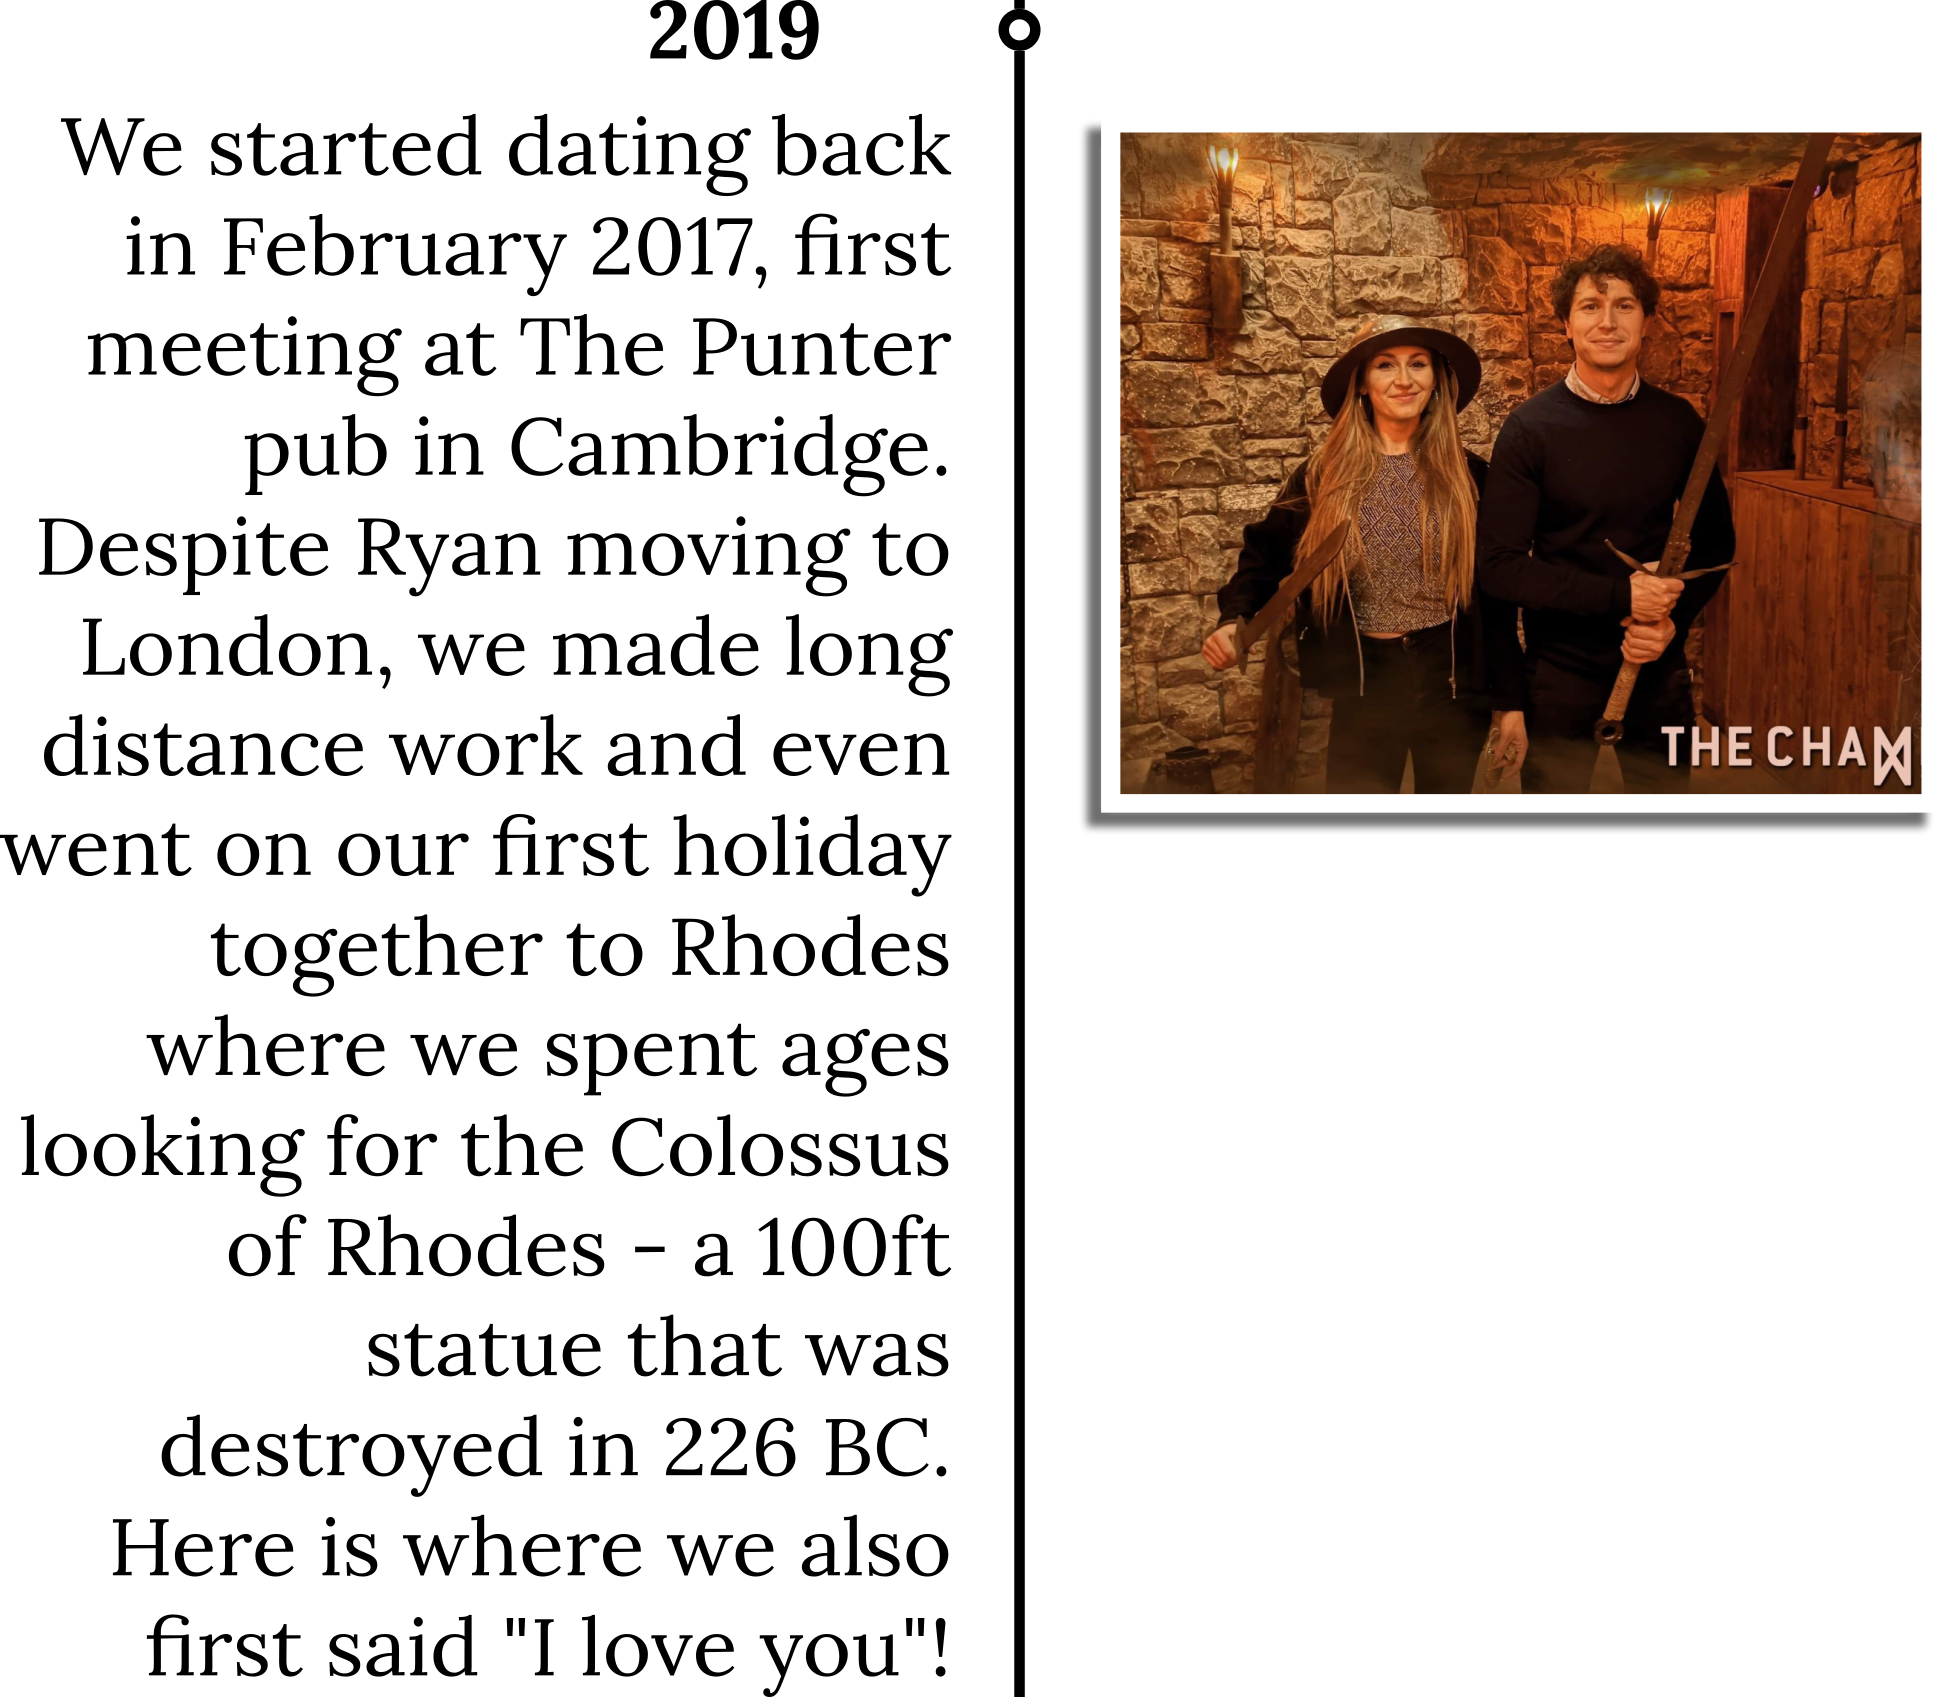 2019
We started dating back
in February 2017, first
meeting at The Punter
pub in Cambridge.
Despite Ryan moving to
London, we made long
distance work and even
went on our first holiday
together to Rhodes
where we spent ages
looking for the Colossus
of Rhodes - a 100ft
statue that was
destroyed in 226 BC.
Here is where we also
first said "I love you"!
THE CHAM